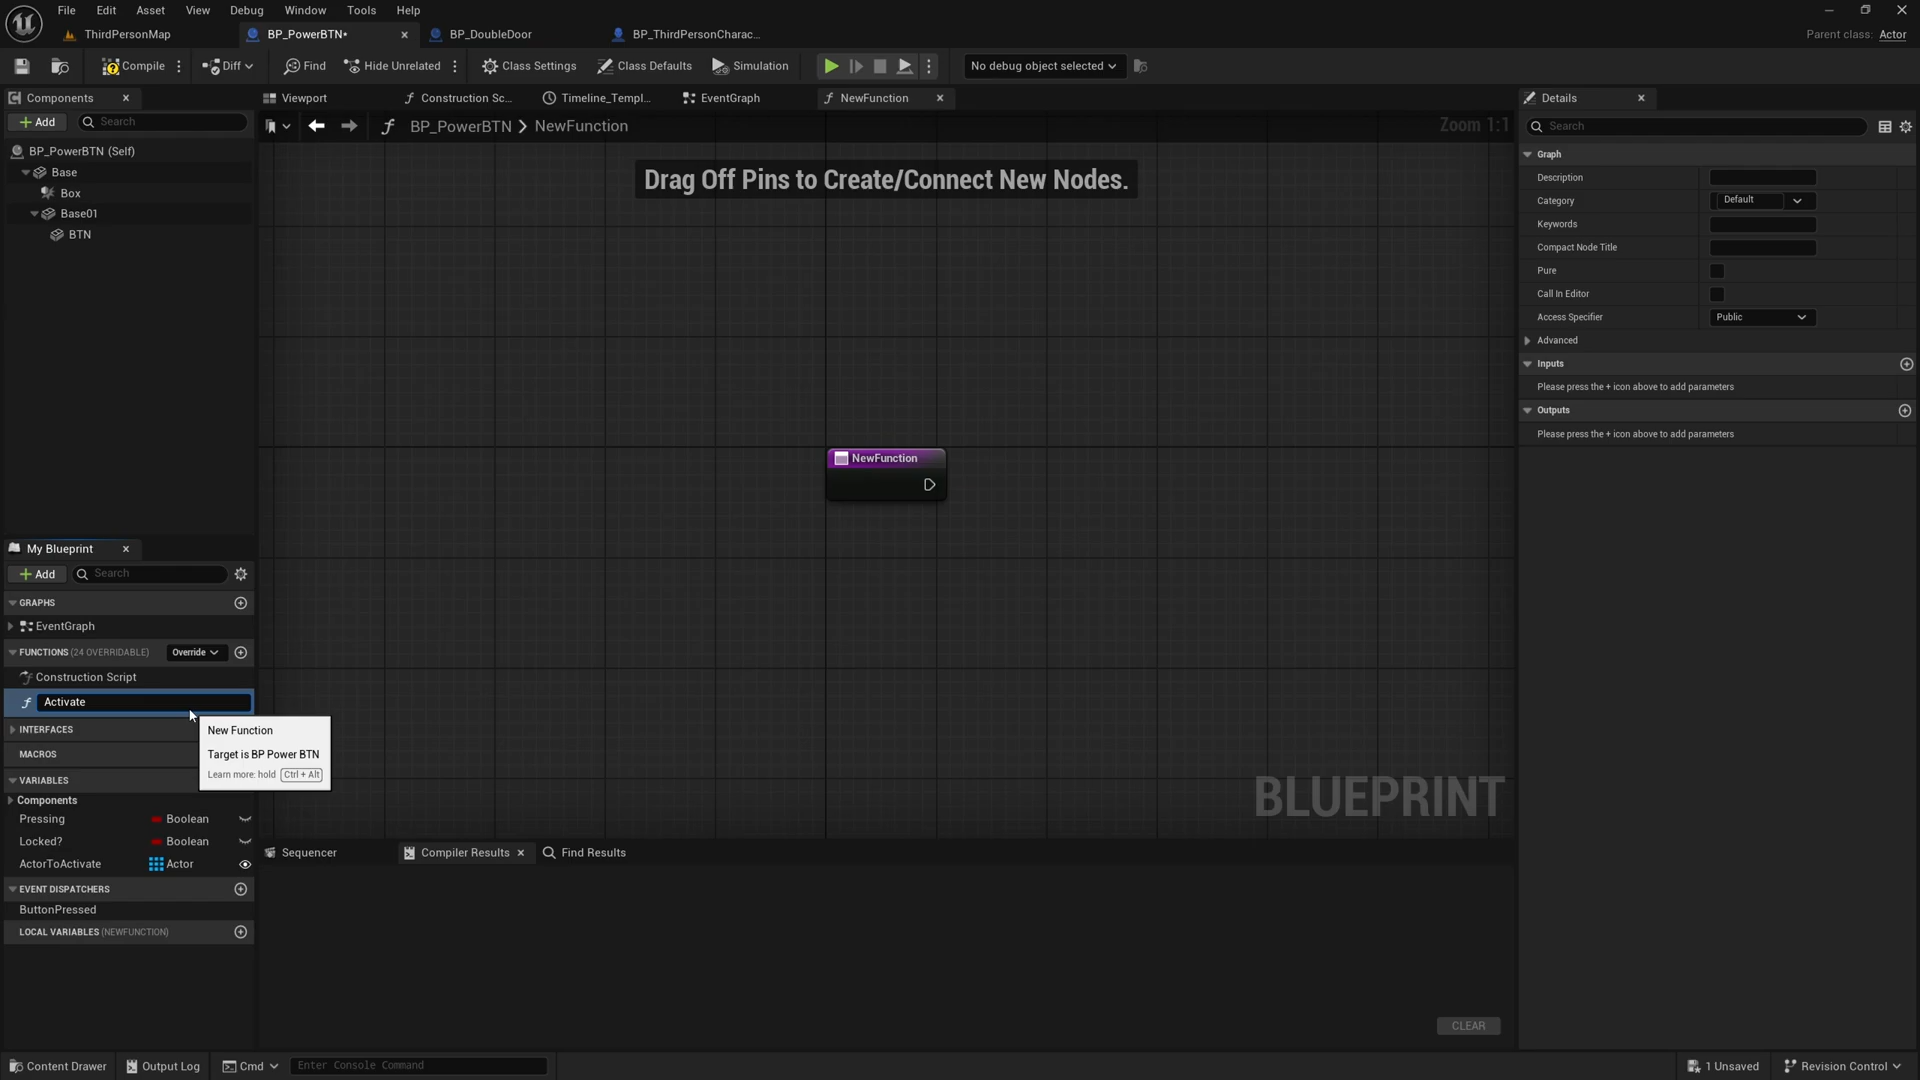 File Edit Asset View Debug Window Tools Help
ThirdPersonMap BP_PowerBTN* BP_DoubleDoor BP_ThirdPersonCharac... Parent class: Actor
Compile Diff Find Hide Unrelated Class Settings Class Defaults Simulation No debug object selected
Components Viewport Construction Sc... Timeline_Templ... EventGraph NewFunction Details
Add Search BP_PowerBTN NewFunction Zoom 1:1 Search
BP_PowerBTN (Self)
Base
Box
Base01
BTN
Drag Off Pins to Create/Connect New Nodes.
NewFunction
BLUEPRINT
Graph
Description
Category Default
Keywords
Compact Node Title
Pure
Call In Editor
Access Specifier Public
Advanced
Inputs
Please press the + icon above to add parameters
Outputs
Please press the + icon above to add parameters
My Blueprint
Add Search
GRAPHS
EventGraph
FUNCTIONS (24 OVERRIDABLE) Override
Construction Script
Activate
INTERFACES
MACROS
VARIABLES
Components
Pressing Boolean
Locked? Boolean
ActorToActivate Actor
EVENT DISPATCHERS
ButtonPressed
LOCAL VARIABLES (NEWFUNCTION)
New Function
Target is BP Power BTN
Learn more: hold Ctrl + Alt
Sequencer Compiler Results Find Results
CLEAR
Content Drawer Output Log Cmd Enter Console Command 1 Unsaved Revision Control